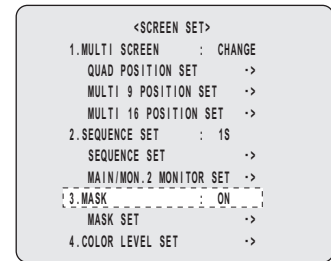 <SCREEN SET>
1.MULTI SCREEN : CHANGE
QUAD POSITION SET ->
MULTI 9 POSITION SET ->
MULTI 16 POSITION SET ->
2.SEQUENCE SET : 1S
SEQUENCE SET ->
MAIN/MON.2 MONITOR SET ->
3.MASK : ON
MASK SET ->
4.COLOR LEVEL SET ->